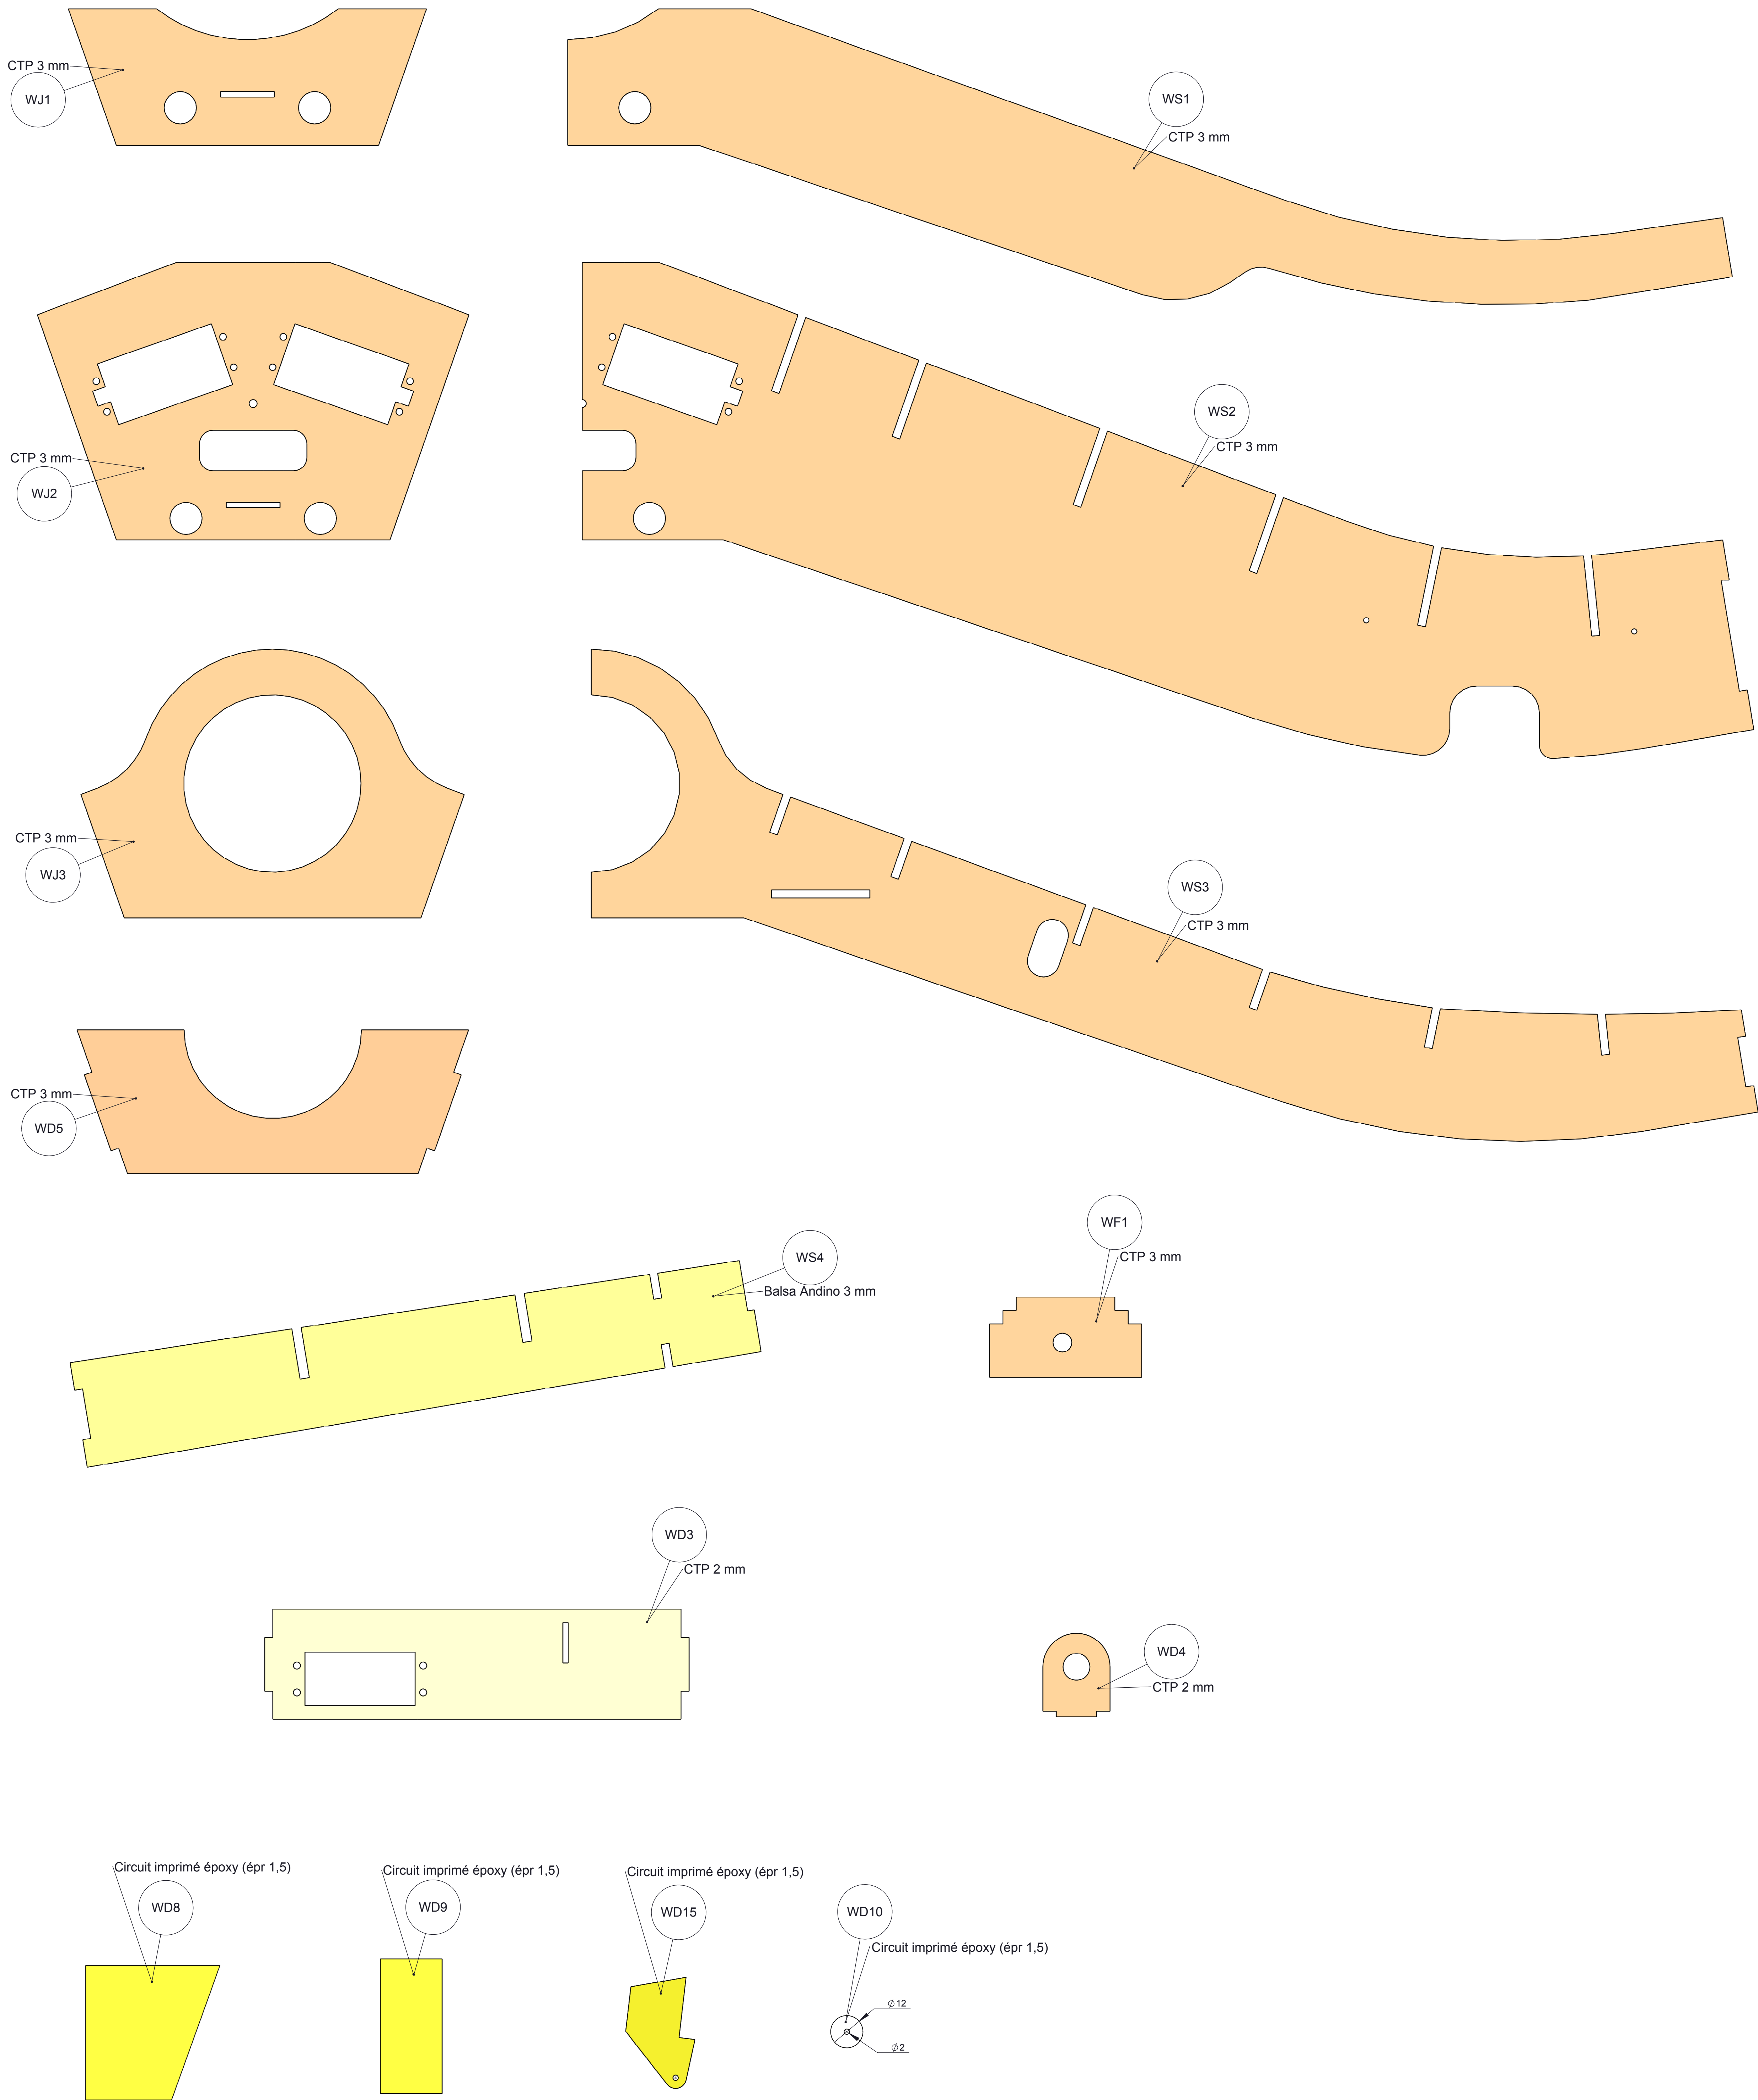 CTP 3 mm
WJ1
WS1
CTP 3 mm
WS2
CTP 3 mm
CTP 3 mm
WJ2
CTP 3 mm
WJ3
WS3
CTP 3 mm
CTP 3 mm
WD5
WF1
CTP 3 mm
WS4
Balsa Andino 3 mm
WD3
CTP 2 mm
WD4
CTP 2 mm
Circuit imprimé époxy (épr 1,5)
WD8
Circuit imprimé époxy (épr 1,5)
WD9
Circuit imprimé époxy (épr 1,5)
WD15
WD10
Circuit imprimé époxy (épr 1,5)
∅12
∅2